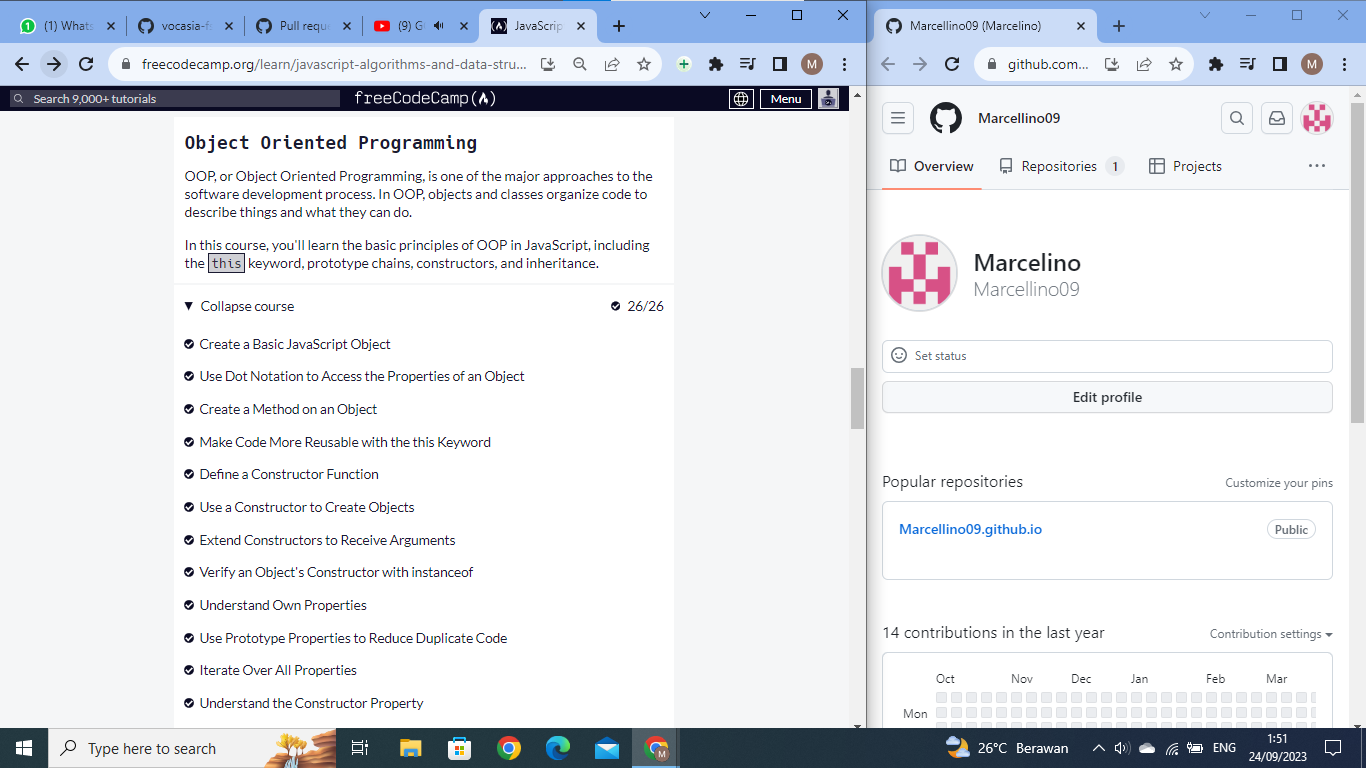 (1) Whats
vocasia-f
Pull requ
(9) G
JavaScrip
freecodecamp.org/learn/javascript-algorithms-and-data-stru...
M
Search 9,000+ tutorials
freeCodeCamp(
)
Menu
Object Oriented Programming
OOP, or Object Oriented Programming, is one of the major approaches to the
software development process. In OOP, objects and classes organize code to
describe things and what they can do.
In this course, you'll learn the basic principles of OOP in JavaScript, including
the this keyword, prototype chains, constructors, and inheritance.
Collapse course
26/26
Create a Basic JavaScript Object
Use Dot Notation to Access the Properties of an Object
Create a Method on an Object
Make Code More Reusable with the this Keyword
Define a Constructor Function
Use a Constructor to Create Objects
Extend Constructors to Receive Arguments
Verify an Object's Constructor with instanceof
Understand Own Properties
Use Prototype Properties to Reduce Duplicate Code
Iterate Over All Properties
Understand the Constructor Property
Marcellino09 (Marcelino)
github.com...
M
Marcellino09
Overview
Repositories 1
Projects
Marcelino
Marcellino09
Set status
Edit profile
Popular repositories
Customize your pins
Marcellino09.github.io
Public
14 contributions in the last year
Contribution settings
Oct Nov Dec Jan Feb Mar
Mon
Type here to search
M
26°C Berawan
ENG
1:51
24/09/2023